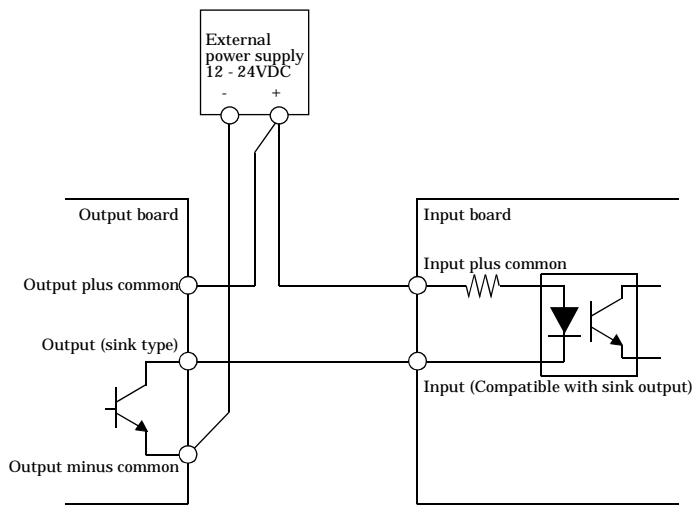 External
power supply
12 - 24VDC
- +
Output board
Input board
Output plus common
Input plus common
Output (sink type)
Input (Compatible with sink output)
Output minus common